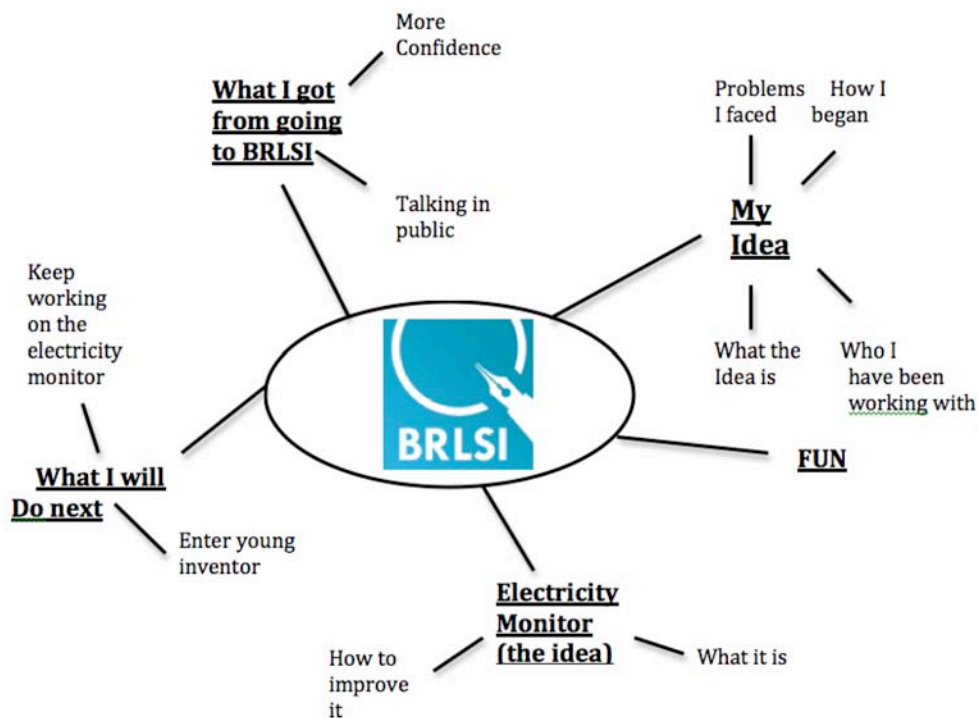 More
Confidence
What I got
from going
to BRLSI
Talking in
public
Problems
I faced
How I
began
My
Idea
What the
Idea is
Who I
have been
working with
Keep
working
on the
electricity
monitor
What I will
Do next
Enter young
inventor
BRLSI
FUN
Electricity
Monitor
(the idea)
How to
improve
it
What it is